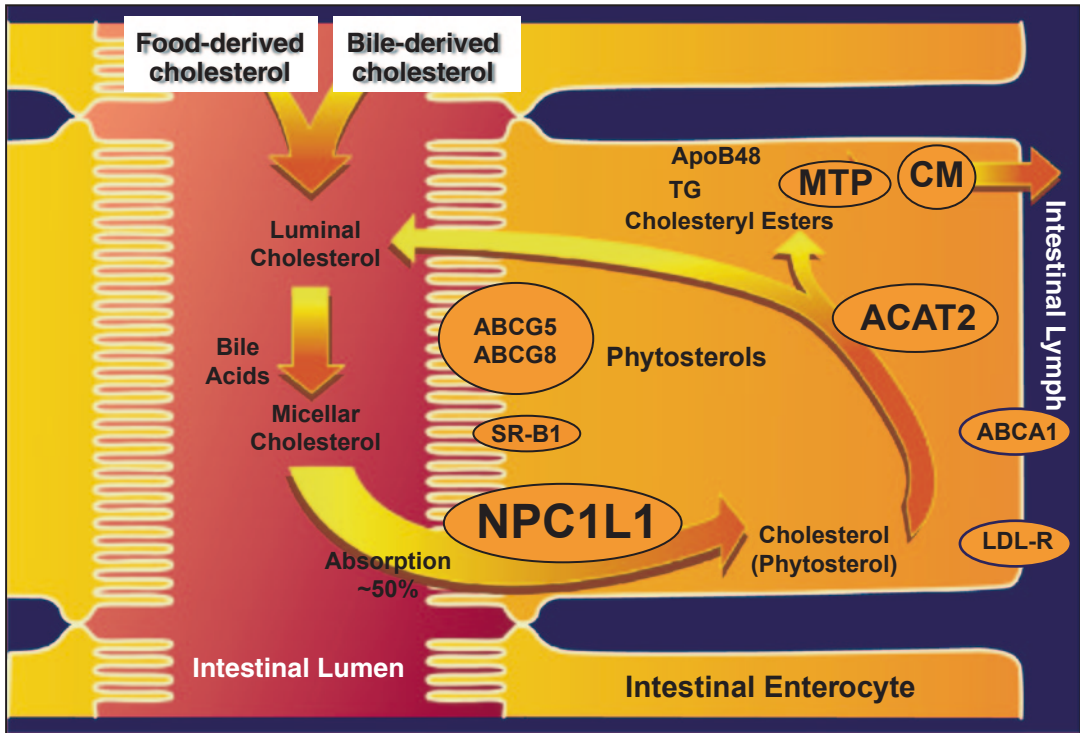 Food-derived
cholesterol
Bile-derived
cholesterol
Luminal
Cholesterol
Bile
Acids
Micellar
Cholesterol
Absorption
~50%
Intestinal Lumen
ABCG5
ABCG8
Phytosterols
SR-B1
NPC1L1
Cholesterol
(Phytosterol)
ApoB48
TG
Cholesteryl Esters
MTP
CM
ACAT2
ABCA1
LDL-R
Intestinal Lymph
Intestinal Enterocyte